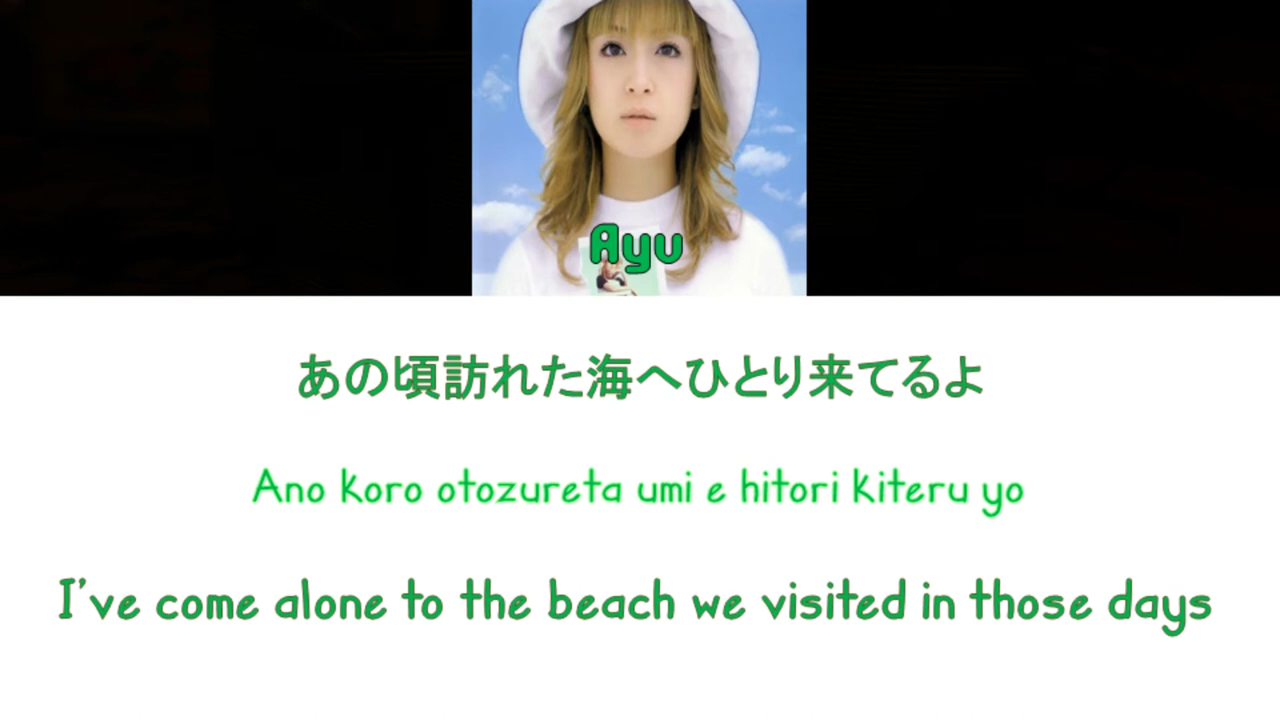 Ayu
あの頃訪れた海へひとり来てるよ
Ano koro otozureta umi e hitori kiteru yo
I've come alone to the beach we visited in those days